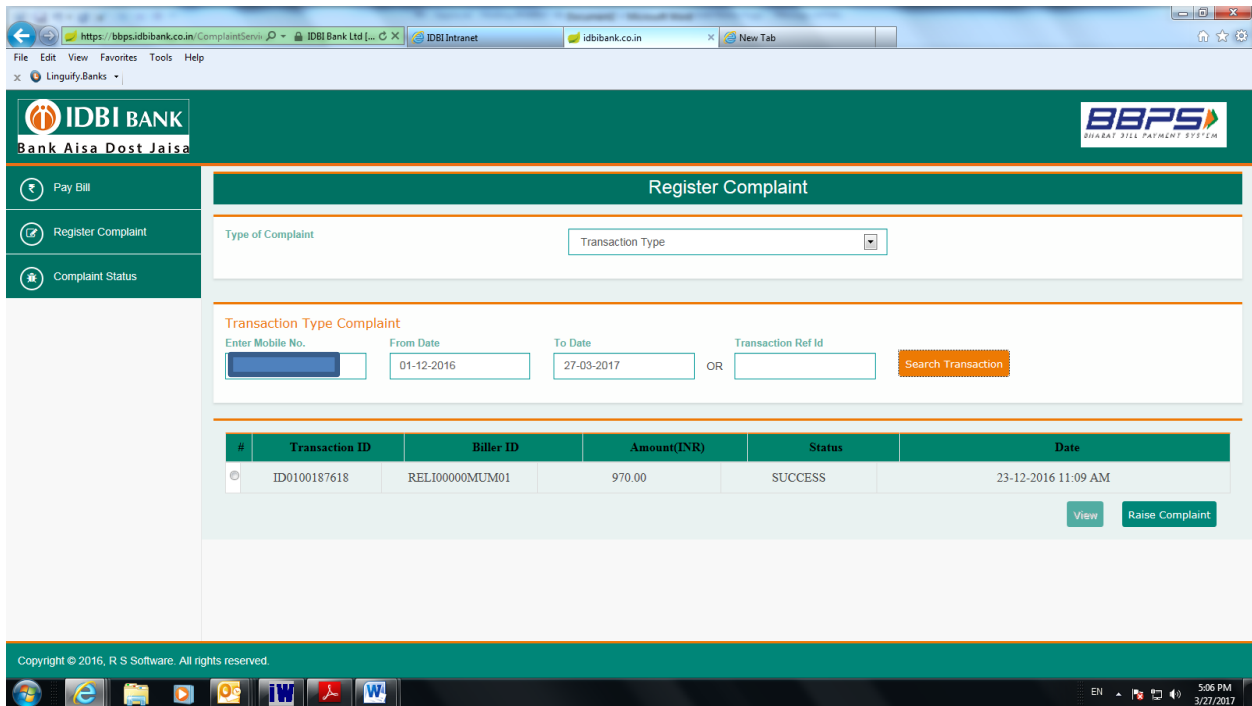 https://bbps.idbibank.co.in/ComplaintServic
IDBI Bank Ltd [...
IDBI Intranet
idbibank.co.in
New Tab
File Edit View Favorites Tools Help
x Linguify.Banks
IDBI BANK
Bank Aisa Dost Jaisa
BBPS
BHARAT BILL PAYMENT SYSTEM
Pay Bill
Register Complaint
Complaint Status
Register Complaint
Type of Complaint
Transaction Type
Transaction Type Complaint
Enter Mobile No. From Date To Date Transaction Ref Id
01-12-2016 27-03-2017 OR Search Transaction
# Transaction ID Biller ID Amount(INR) Status Date
ID0100187618 RELI00000MUM01 970.00 SUCCESS 23-12-2016 11:09 AM
View Raise Complaint
Copyright © 2016, R S Software. All rights reserved.
EN 5:06 PM
3/27/2017